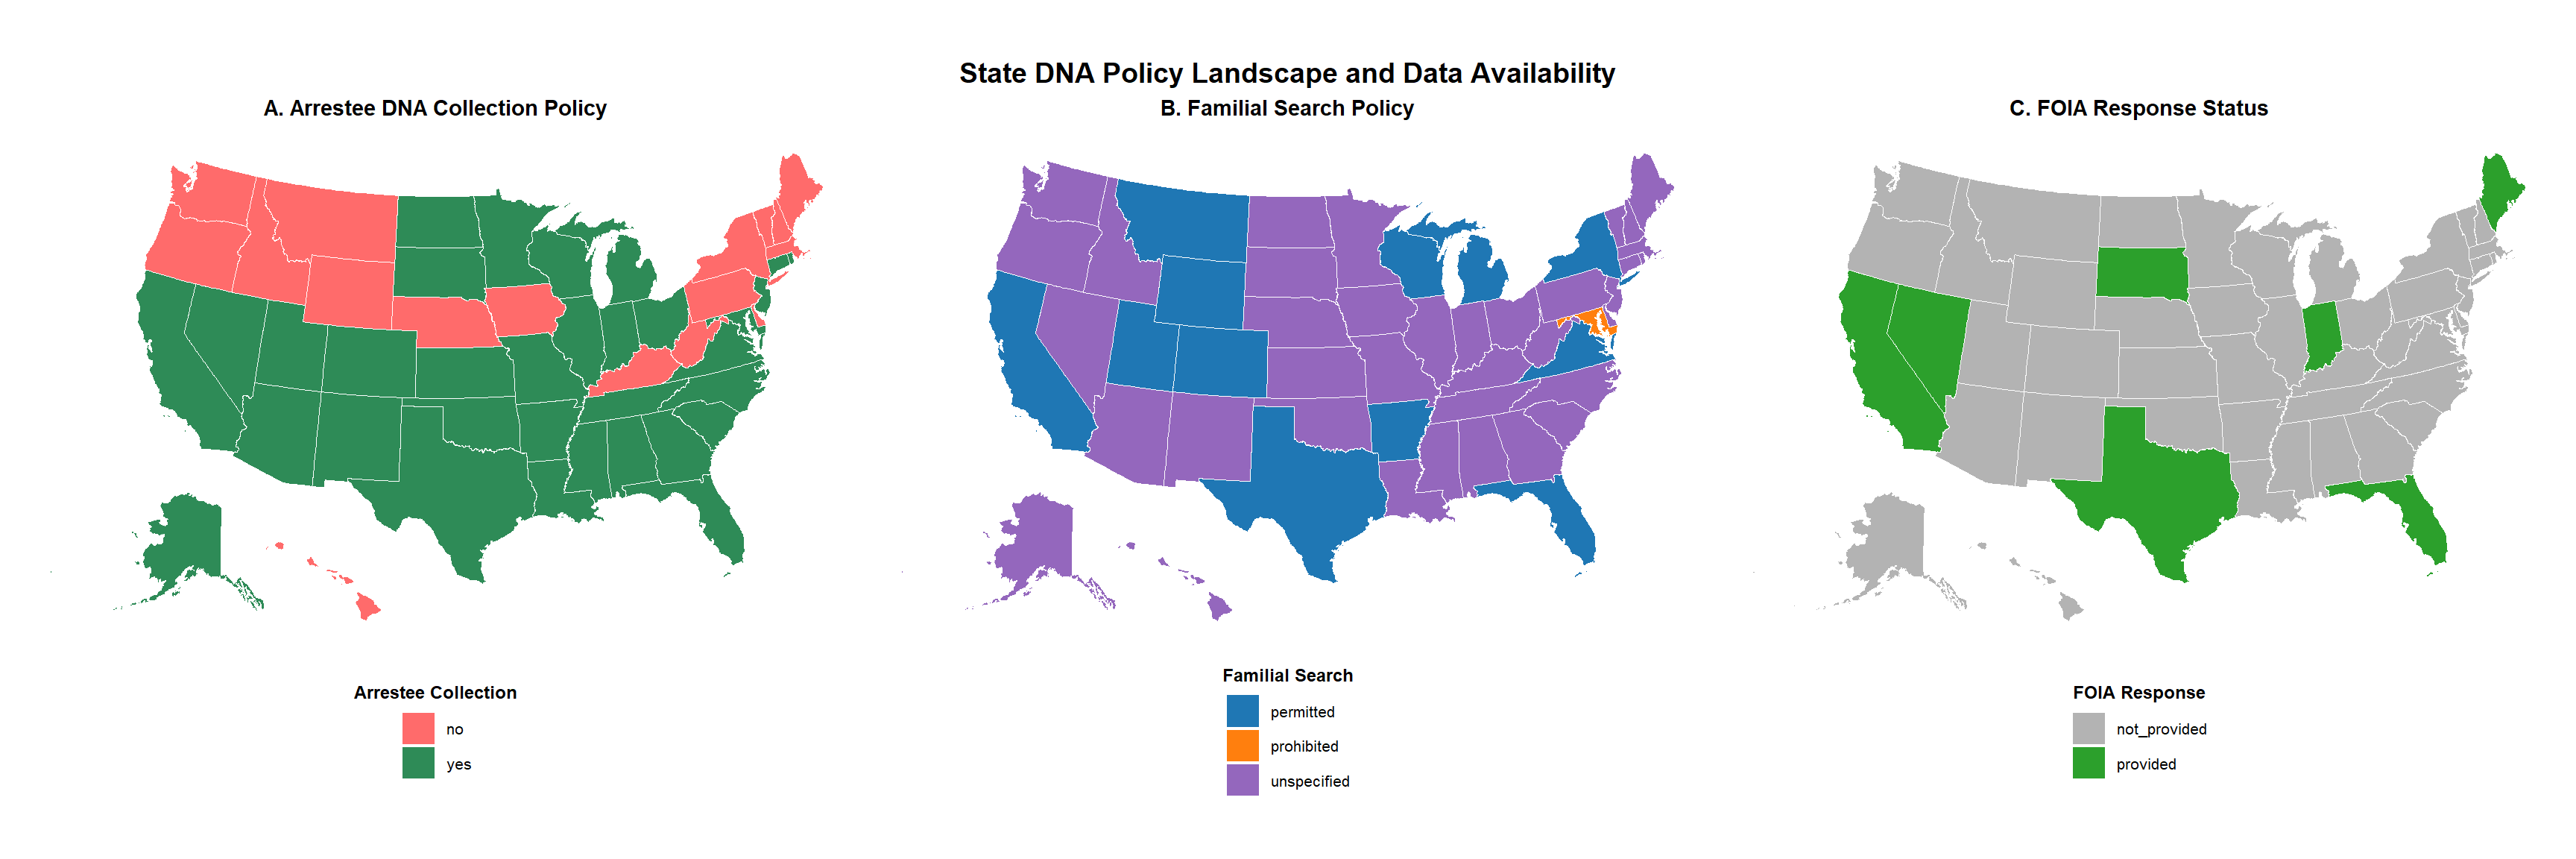 State DNA Policy Landscape and Data Availability
A. Arrestee DNA Collection Policy
B. Familial Search Policy
C. FOIA Response Status
Arrestee Collection
no
yes
Familial Search
permitted
prohibited
unspecified
FOIA Response
not_provided
provided